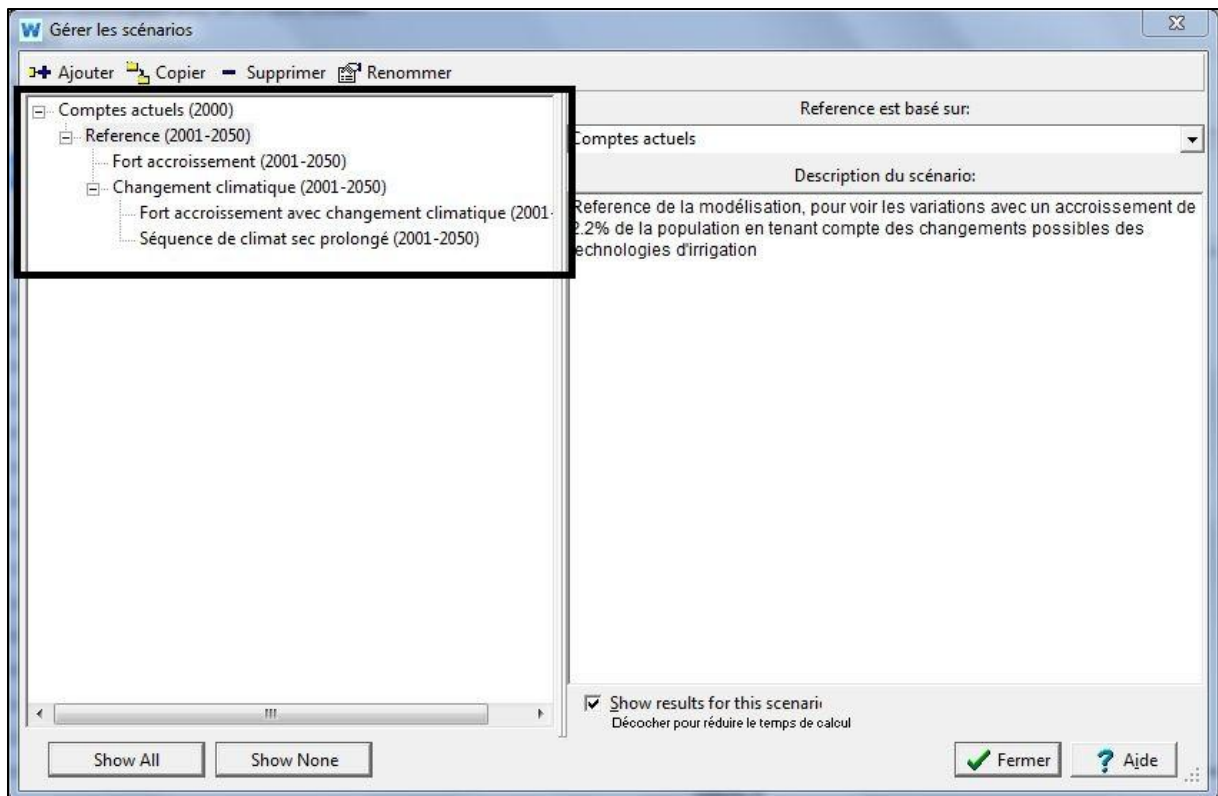 Gérer les scénarios
Ajouter Copier Supprimer Renommer
Comptes actuels (2000)
Reference (2001-2050)
Fort accroissement (2001-2050)
Changement climatique (2001-2050)
Fort accroissement avec changement climatique (2001-
Séquence de climat sec prolongé (2001-2050)
Reference est basé sur:
Comptes actuels
Description du scénario:
Reference de la modélisation, pour voir les variations avec un accroissement de
2.2% de la population en tenant compte des changements possibles des
technologies d'irrigation
Show results for this scenari
Décocher pour réduire le temps de calcul
Show All Show None Fermer Aide